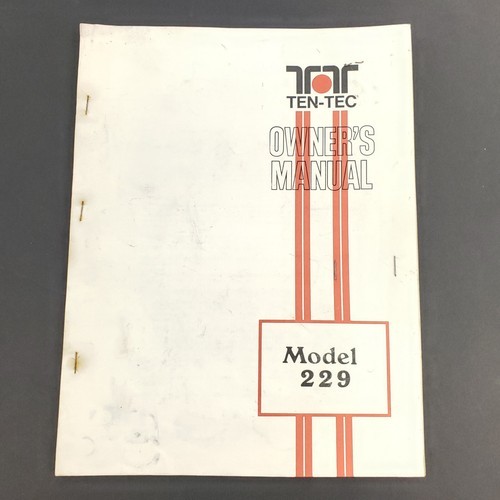 TEN-TEC
OWNER'S
MANUAL
Model
229